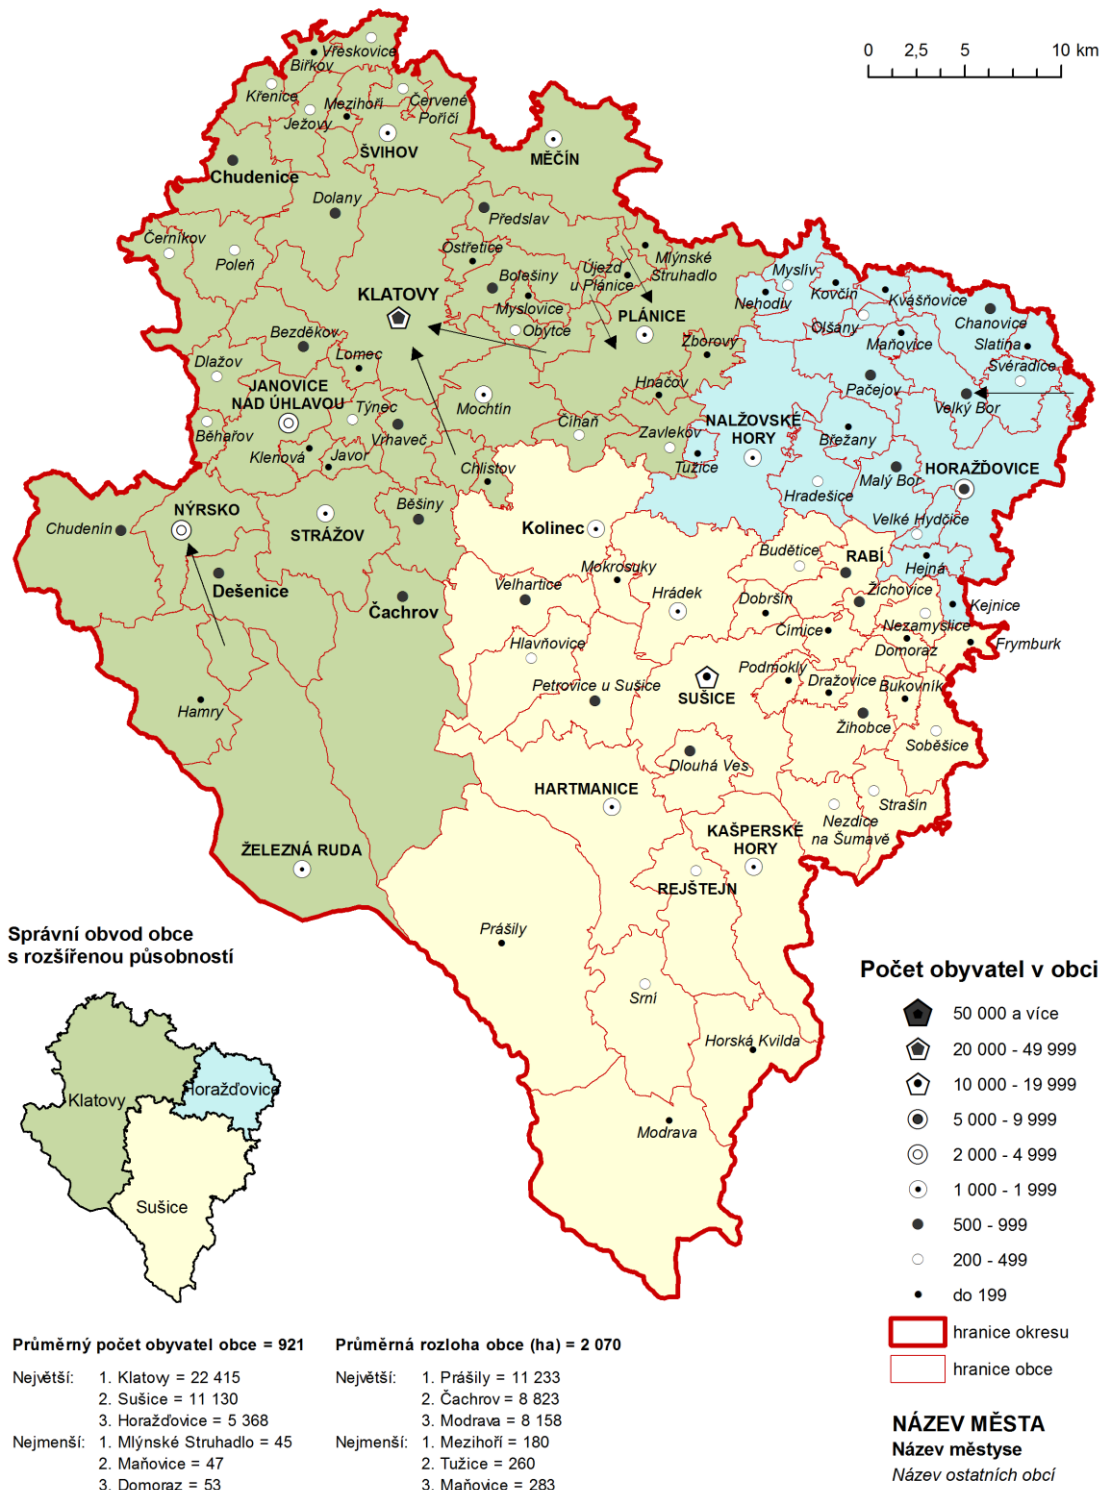 0 2,5 5 10 km
Vřeskovice
Biřkov
Křenice
Mezihoří
Červené
Poříčí
Ježovy
ŠVIHOV
MĚČÍN
Chudenice
Dolany
Předslav
Černíkov
Poleň
Ostřetice
Mlýnské
Struhadlo
Újezd
u Plánice
Bolešiny
Myslovice
KLATOVY
Obytce
PLÁNICE
Mysliv
Nehodiv
Kovčín
Kvášňovice
Olšany
Chanovice
Maňovice
Slatina
Bezděkov
Lomec
Zborovy
Svéradice
Dlažov
JANOVICE
NAD ÚHLAVOU
Hnačov
Pačejov
Velký Bor
Mochtín
Týnec
Běhařov
Vrhaveč
Číhaň
Zavlekov
NALŽOVSKÉ
HORY
Břežany
Klenová
Javor
Chlistov
Tužice
Malý Bor
HORAŽĎOVICE
Hradešice
Chudenín
NÝRSKO
STRÁŽOV
Běšiny
Kolinec
Velké Hydčice
Budětice
RABÍ
Hejná
Dešenice
Mokrosuky
Velhartice
Čachrov
Hrádek
Dobršín
Žichovice
Kejnice
Nezamyslice
Čímice
Domoraz
Frymburk
Hlavňovice
Podmokly
Dražovice
Bukovník
Petrovice u Sušice
SUŠICE
Hamry
Žihobce
Soběšice
Dlouhá Ves
HARTMANICE
Strašín
Nezdice
na Šumavě
KAŠPERSKÉ
HORY
ŽELEZNÁ RUDA
REJŠTEJN
Prášily
Srní
Horská Kvilda
Modrava
Správní obvod obce
s rozšířenou působností
Klatovy
Horažďovice
Sušice
Počet obyvatel v obci
50 000 a více
20 000 - 49 999
10 000 - 19 999
5 000 - 9 999
2 000 - 4 999
1 000 - 1 999
500 - 999
200 - 499
do 199
hranice okresu
hranice obce
NÁZEV MĚSTA
Název městyse
Název ostatních obcí
Průměrný počet obyvatel obce = 921
Největší: 1. Klatovy = 22 415
2. Sušice = 11 130
3. Horažďovice = 5 368
Nejmenší: 1. Mlýnské Struhadlo = 45
2. Maňovice = 47
3. Domoraz = 53
Průměrná rozloha obce (ha) = 2 070
Největší: 1. Prášily = 11 233
2. Čachrov = 8 823
3. Modrava = 8 158
Nejmenší: 1. Mezihoří = 180
2. Tužice = 260
3. Maňovice = 283